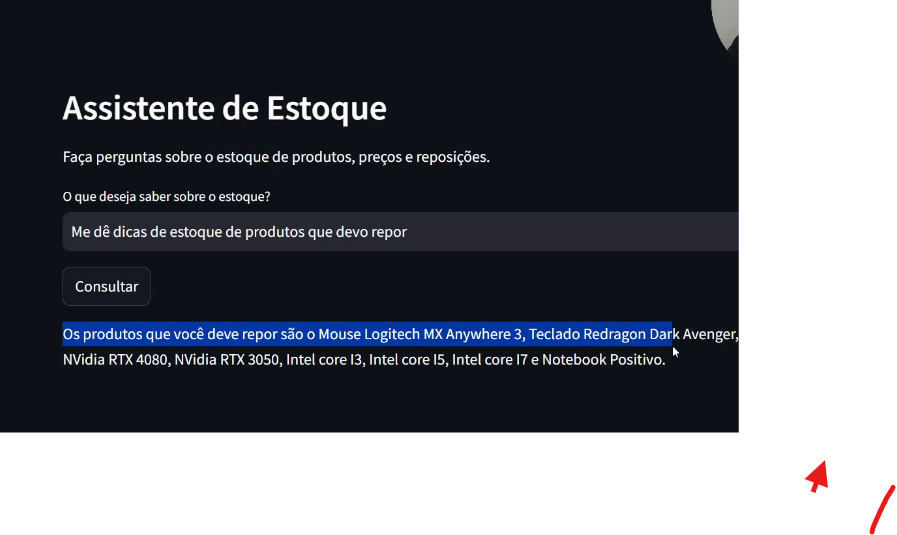 Assistente de Estoque
Faça perguntas sobre o estoque de produtos, preços e reposições.
O que deseja saber sobre o estoque?
Me dê dicas de estoque de produtos que devo repor
Consultar
Os produtos que você deve repor são o Mouse Logitech MX Anywhere 3, Teclado Redragon Dark Avenger,
NVidia RTX 4080, NVidia RTX 3050, Intel core I3, Intel core I5, Intel core I7 e Notebook Positivo.